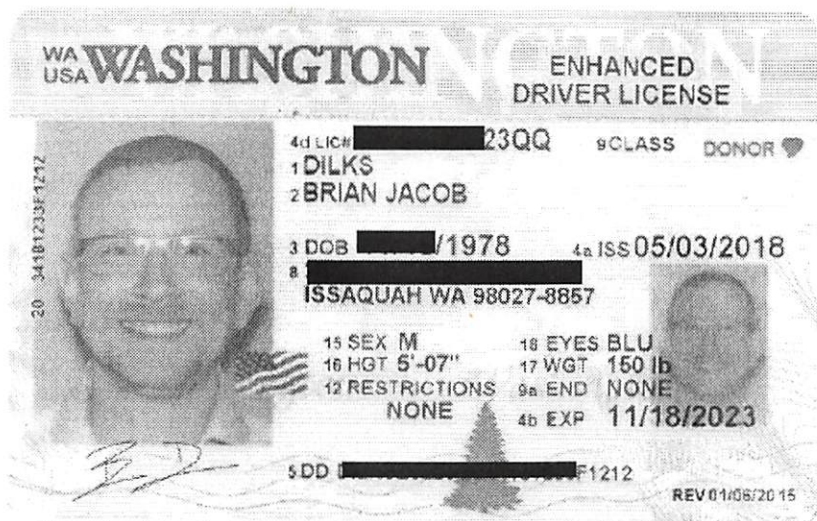 WA
USA WASHINGTON
ENHANCED
DRIVER LICENSE
4d LIC# 23QQ 9 CLASS DONOR
1 DILKS
2 BRIAN JACOB
3 DOB /1978 4a ISS 05/03/2018
8
ISSAQUAH WA 98027-8857
15 SEX M 18 EYES BLU
16 HGT 5'-07" 17 WGT 150 lb
12 RESTRICTIONS 9a END NONE
NONE 4b EXP 11/18/2023
5 DD F1212
REV 01/06/2015